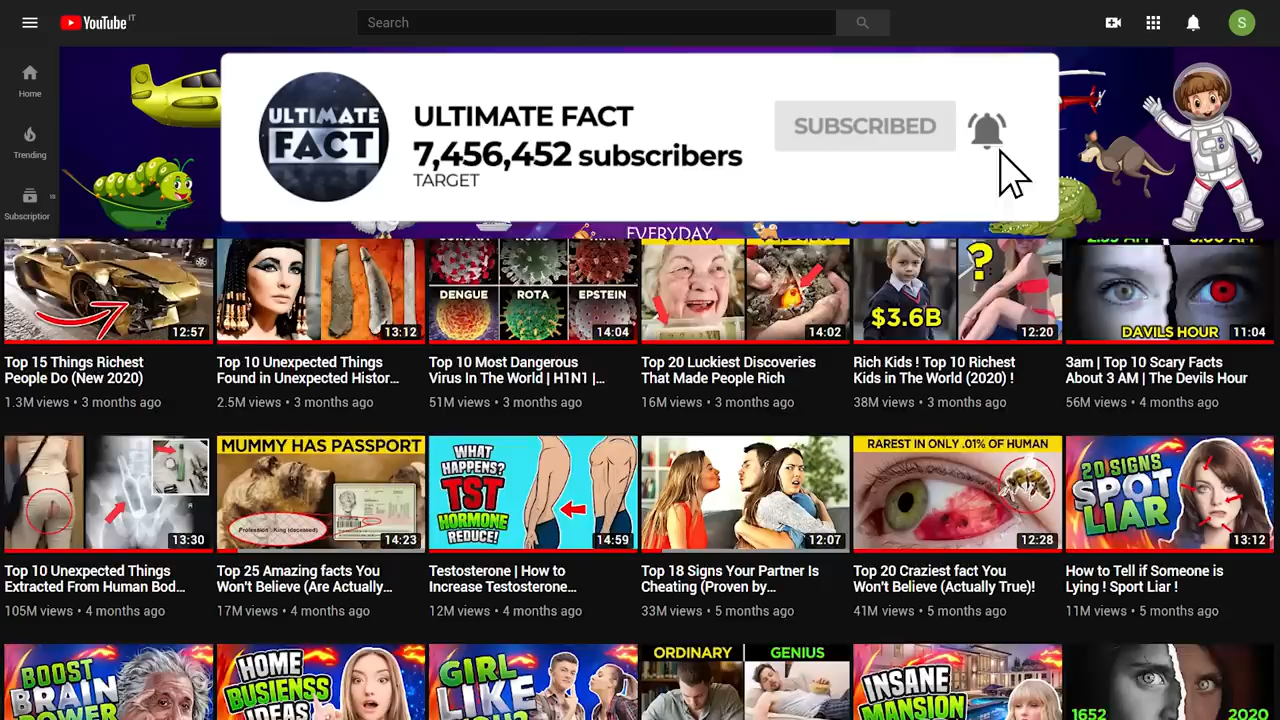 YouTube IT
Search
S
Home
Trending
Subscription
ULTIMATE FACT
ULTIMATE FACT
7,456,452 subscribers
TARGET
SUBSCRIBED
EVERYDAY
12:57
13:12
DENGUE ROTA EPSTEIN
14:04
14:02
?
$3.6B
12:20
DAVILS HOUR
11:04
Top 15 Things Richest
People Do (New 2020)
1.3M views • 3 months ago
Top 10 Unexpected Things
Found in Unexpected Histor...
2.5M views • 3 months ago
Top 10 Most Dangerous
Virus In The World | H1N1 |...
51M views • 3 months ago
Top 20 Luckiest Discoveries
That Made People Rich
16M views • 3 months ago
Rich Kids ! Top 10 Richest
Kids in The World (2020) !
38M views • 3 months ago
3am | Top 10 Scary Facts
About 3 AM | The Devils Hour
56M views • 4 months ago
13:30
MUMMY HAS PASSPORT
Profession: King (deceased)
14:23
WHAT
HAPPENS?
TST
HORMONE
REDUCE!
14:59
12:07
RAREST IN ONLY .01% OF HUMAN
12:28
20 SIGNS
SPOT
LIAR
13:12
Top 10 Unexpected Things
Extracted From Human Bod...
105M views • 4 months ago
Top 25 Amazing facts You
Won't Believe (Are Actually...
17M views • 4 months ago
Testosterone | How to
Increase Testosterone...
12M views • 4 months ago
Top 18 Signs Your Partner Is
Cheating (Proven by...
33M views • 5 months ago
Top 20 Craziest fact You
Won't Believe (Actually True)!
41M views • 5 months ago
How to Tell if Someone is
Lying ! Sport Liar !
11M views • 5 months ago
BOOST
BRAIN
POWER
HOME
BUSIENSS
IDEAS
GIRL
LIKE
YOU?
ORDINARY GENIUS
INSANE
MANSION
1652 2020